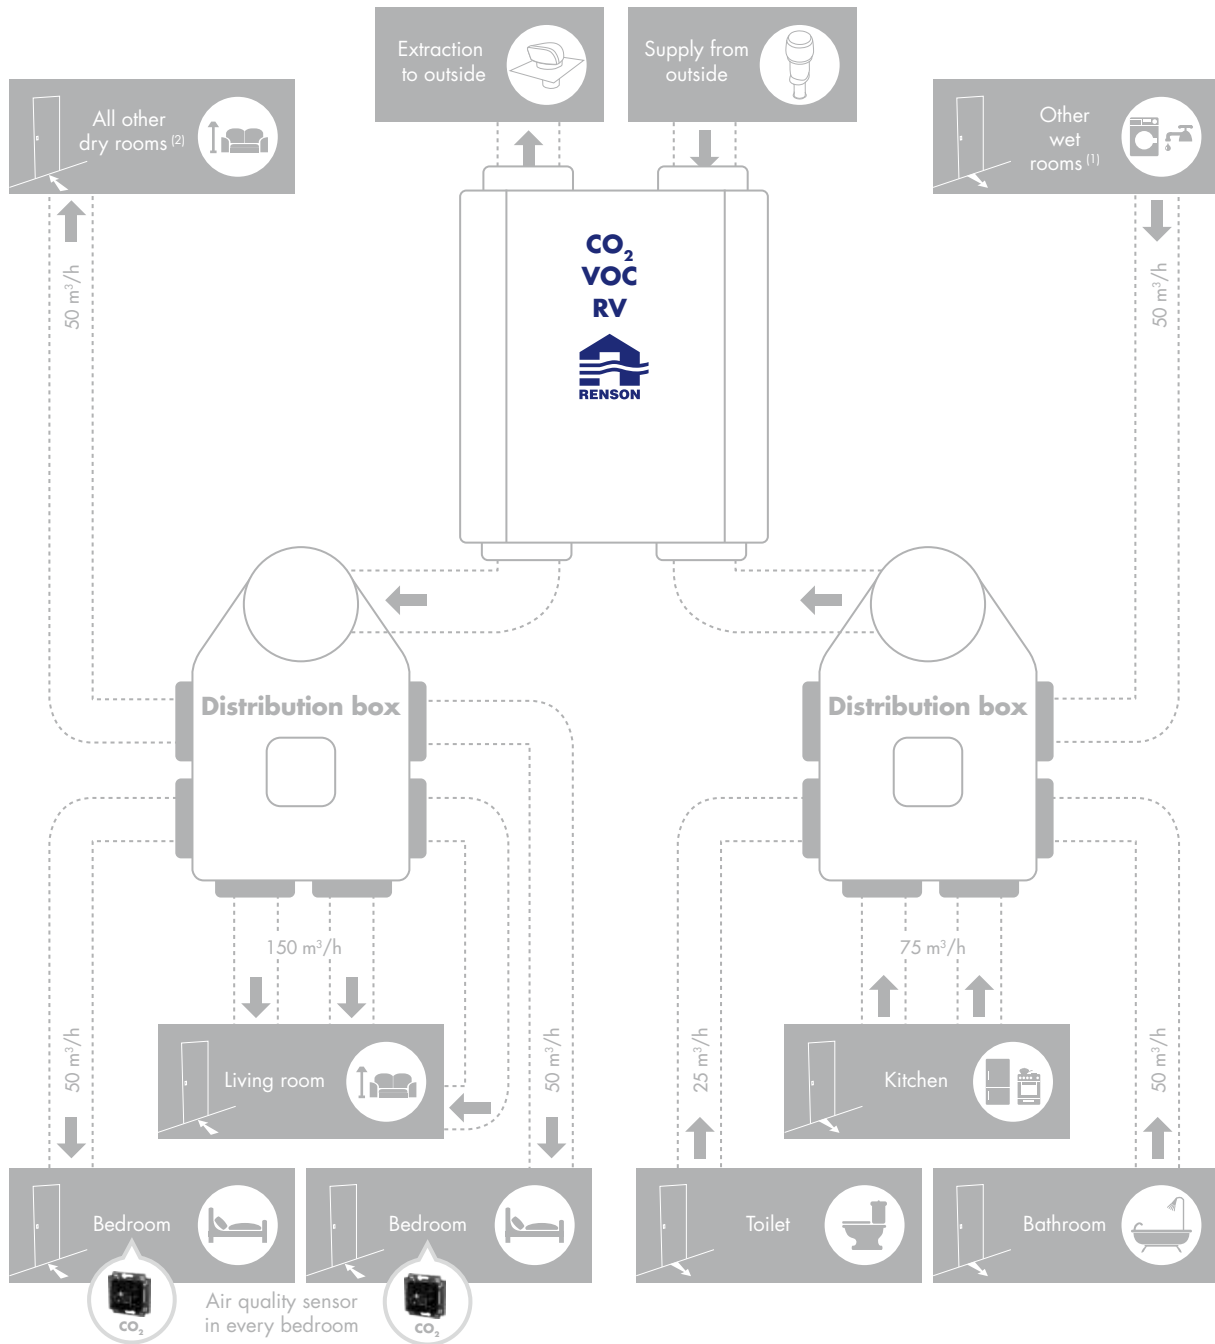 Extraction
to outside
Supply from
outside
All other
dry rooms (2)
Other
wet
rooms (1)
CO2
VOC
RV
RENSON
50 m³/h
50 m³/h
Distribution box
Distribution box
150 m³/h
75 m³/h
50 m³/h
Living room
50 m³/h
25 m³/h
Kitchen
50 m³/h
Bedroom
Bedroom
Toilet
Bathroom
CO2
Air quality sensor
in every bedroom
CO2